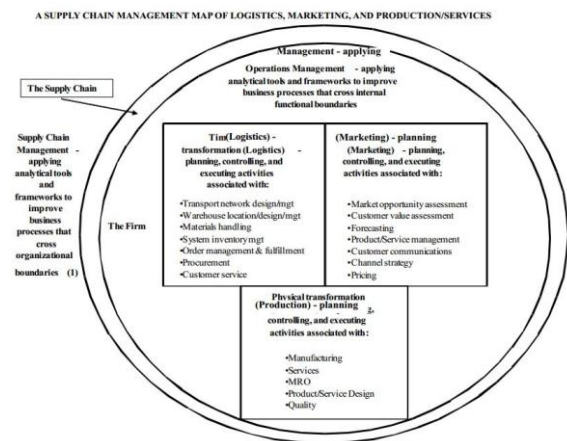 A SUPPLY CHAIN MANAGEMENT MAP OF LOGISTICS, MARKETING, AND PRODUCTION/SERVICES
Management - applying
Operations Management - applying
analytical tools and frameworks to improve
business processes that cross internal
functional boundaries
The Supply Chain
Supply Chain
Management -
applying
analytical tools
and
frameworks to
improve
business
processes that
cross
organizational
boundaries (1)
The Firm
Tim(Logistics) -
transformation (Logistics) -
planning, controlling, and
executing activities
associated with:
•Transport network design/mgt
•Warehouse location/design/mgt
•Materials handling
•System inventory mgt
•Order management & fulfillment
•Procurement
•Customer service
(Marketing) - planning
(Marketing) - planning,
controlling, and executing
activities associated with:
•Market opportunity assessment
•Customer value assessment
•Forecasting
•Product/Service management
•Customer communications
•Channel strategy
•Pricing
Physical transformation
(Production) - planning g,
controlling, and executing
activities associated with:
•Manufacturing
•Services
•MRO
•Product/Service Design
•Quality